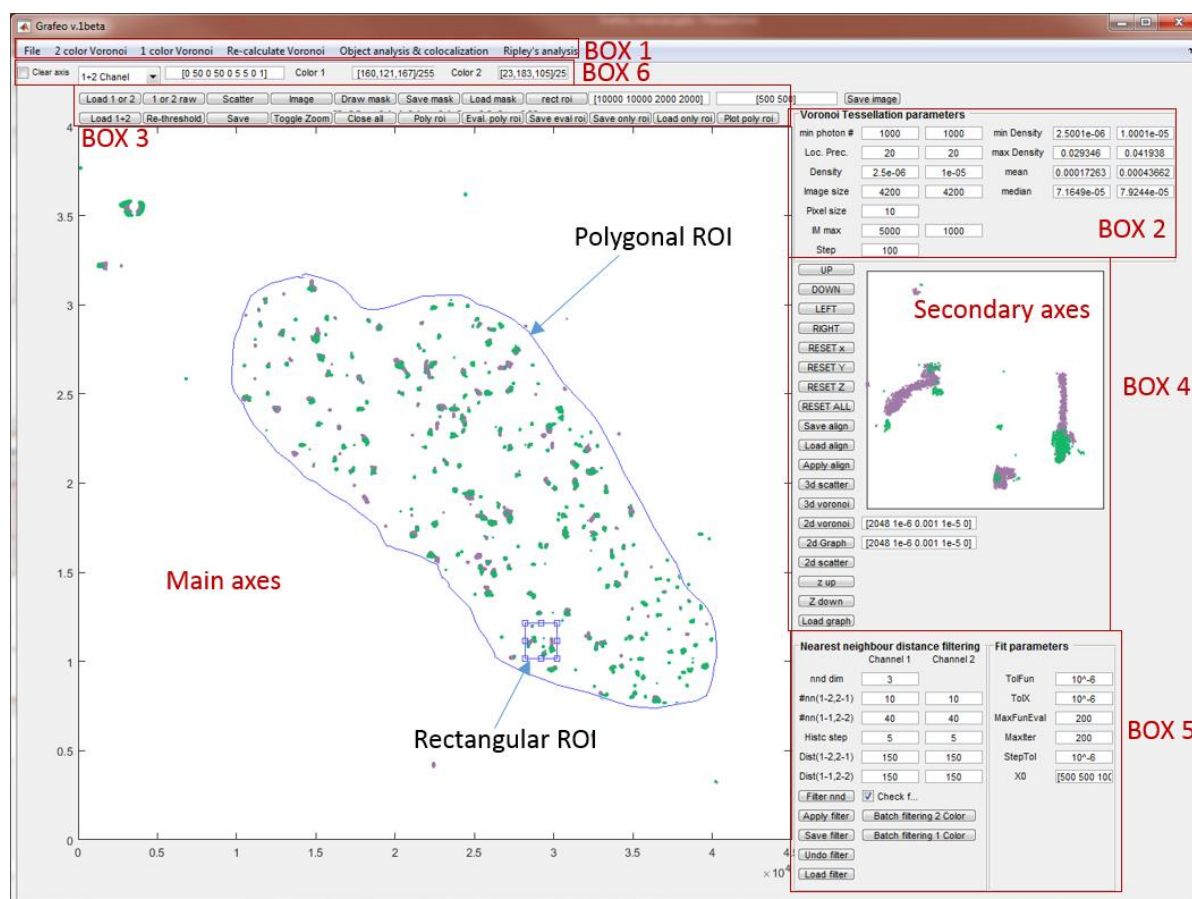 Grafeo v.1beta
File 2 color Voronoi 1 color Voronoi Re-calculate Voronoi Object analysis & colocalization Ripley's analysis BOX 1
Clear axis 1+2 Chanel [0 50 0 50 0 5 5 0 1] Color 1 [160,121,167]/255 Color 2 [23,183,105]/25 BOX 6
Load 1 or 2 1 or 2 raw Scatter Image Draw mask Save mask Load mask rect roi [10000 10000 2000 2000] [500 500] Save image
Load 1+2 Re-threshold Save Toggle Zoom Close all Poly roi Eval. poly roi Save eval roi Save only roi Load only roi Plot poly roi
BOX 3
Voronoi Tessellation parameters
min photon # 1000 1000 min Density 2.5001e-06 1.0001e-05
Loc. Prec. 20 20 max Density 0.029346 0.041938
Density 2.5e-06 1e-05 mean 0.00017263 0.00043662
Image size 4200 4200 median 7.1649e-05 7.9244e-05
Pixel size 10
IM max 5000 1000
Step 100
BOX 2
UP
DOWN
LEFT
RIGHT
RESET x
RESET Y
RESET Z
RESET ALL
Save align
Load align
Apply align
3d scatter
3d voronoi
2d voronoi [2048 1e-6 0.001 1e-5 0]
2d Graph [2048 1e-6 0.001 1e-5 0]
2d scatter
z up
Z down
Load graph
Secondary axes
BOX 4
Polygonal ROI
Main axes
Rectangular ROI
4
3.5
3
2.5
2
1.5
1
0.5
0
0 0.5 1 1.5 2 2.5 3 3.5 4 4.5
× 10⁴
Nearest neighbour distance filtering
Channel 1 Channel 2
nnd dim 3
#nn(1-2,2-1) 10 10
#nn(1-1,2-2) 40 40
Histc step 5 5
Dist(1-2,2-1) 150 150
Dist(1-1,2-2) 150 150
Filter nnd Check f...
Apply filter Batch filtering 2 Color
Save filter Batch filtering 1 Color
Undo filter
Load filter
Fit parameters
TolFun 10^-6
TolX 10^-6
MaxFunEval 200
MaxIter 200
StepTol 10^-6
X0 [500 500 100
BOX 5